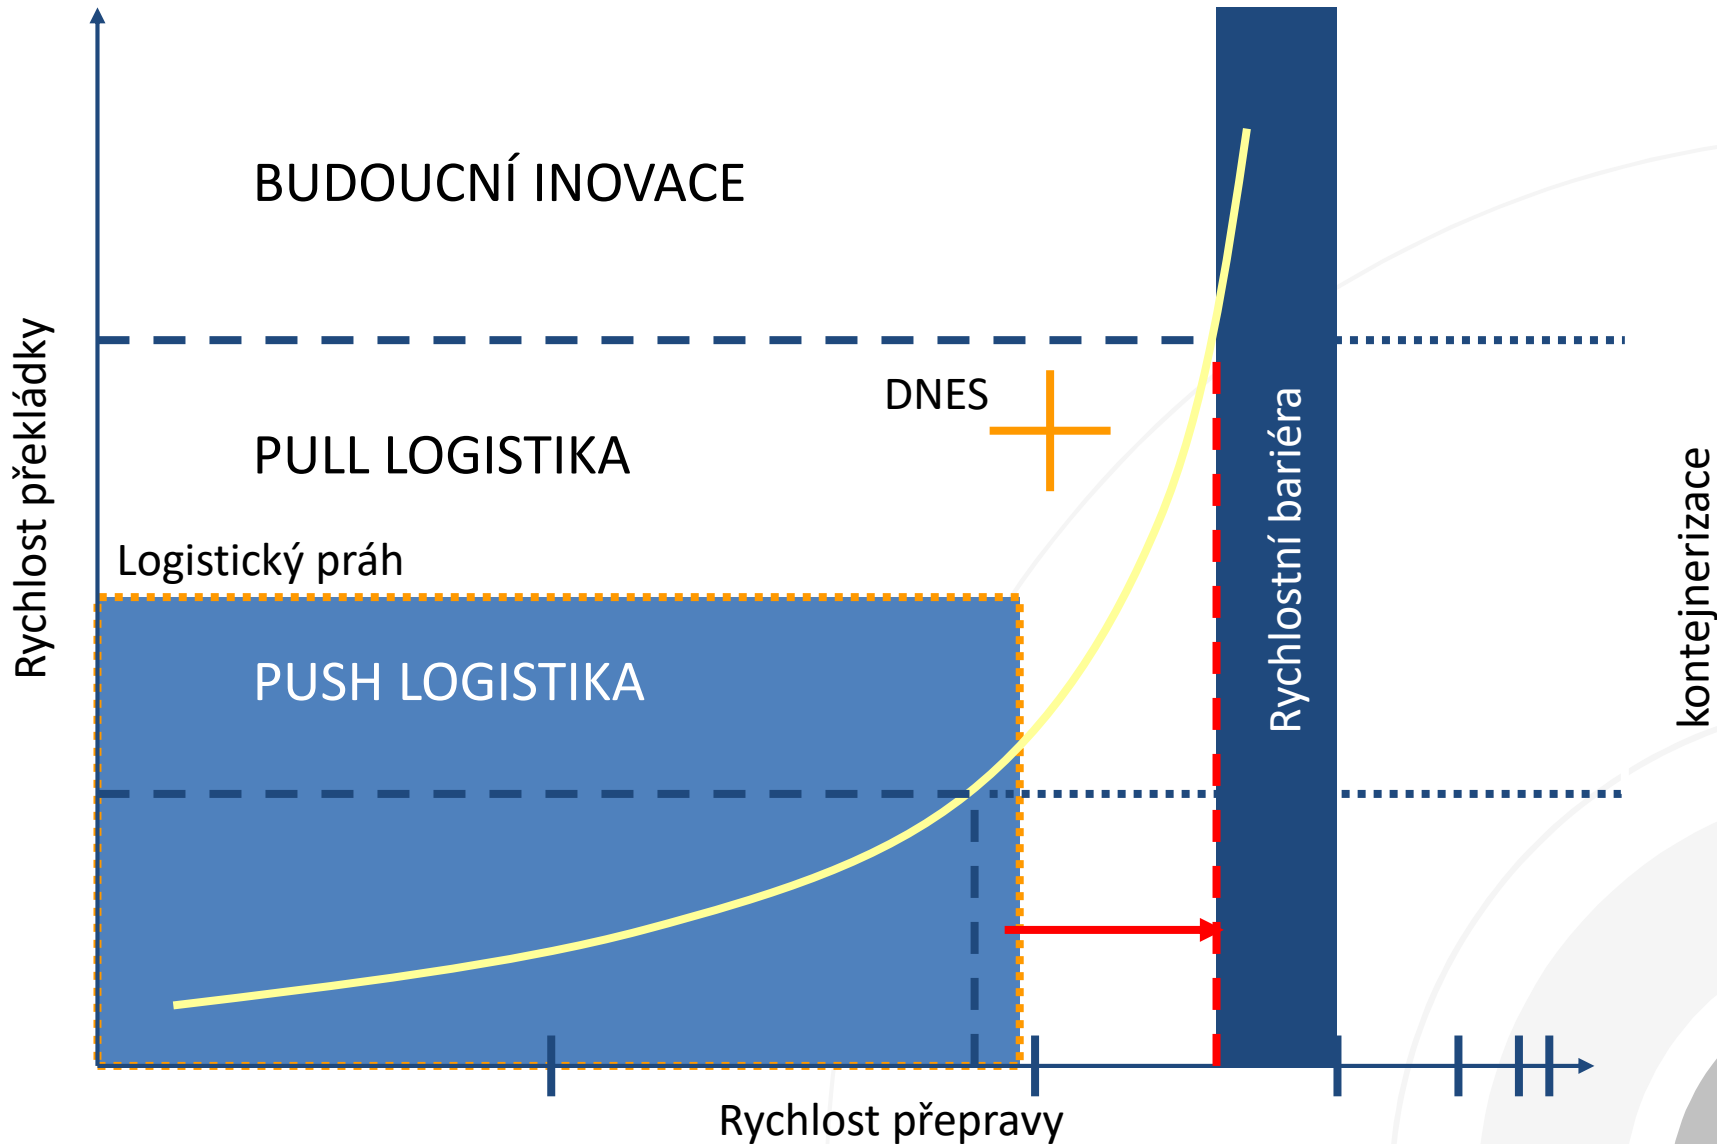 BUDOUCNÍ INOVACE
Rychlost překládky
DNES
PULL LOGISTIKA
Rychlostní bariéra
kontejnerizace
Logistický práh
PUSH LOGISTIKA
Rychlost přepravy